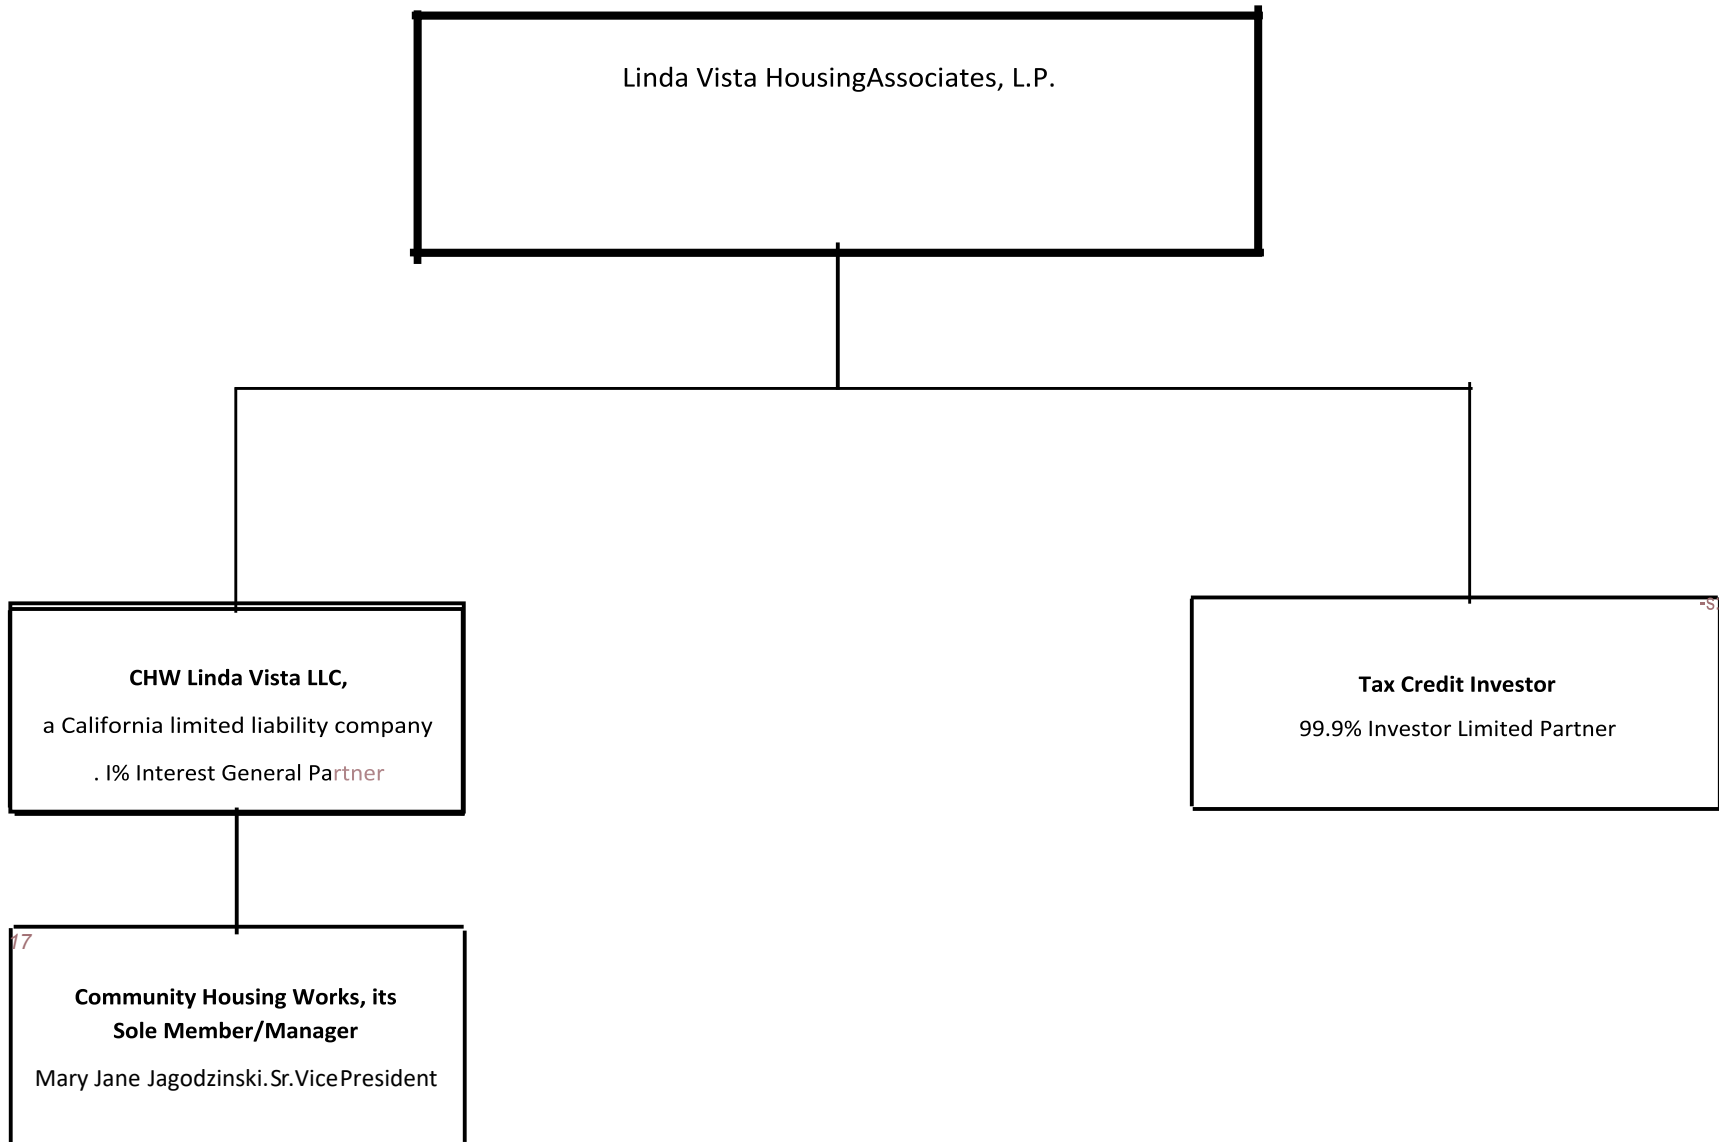 Linda Vista HousingAssociates, L.P.
-s.
CHW Linda Vista LLC,
a California limited liability company
. I% Interest General Partner
Tax Credit Investor
99.9% Investor Limited Partner
17
Community Housing Works, its
Sole Member/Manager
Mary Jane Jagodzinski.Sr.VicePresident